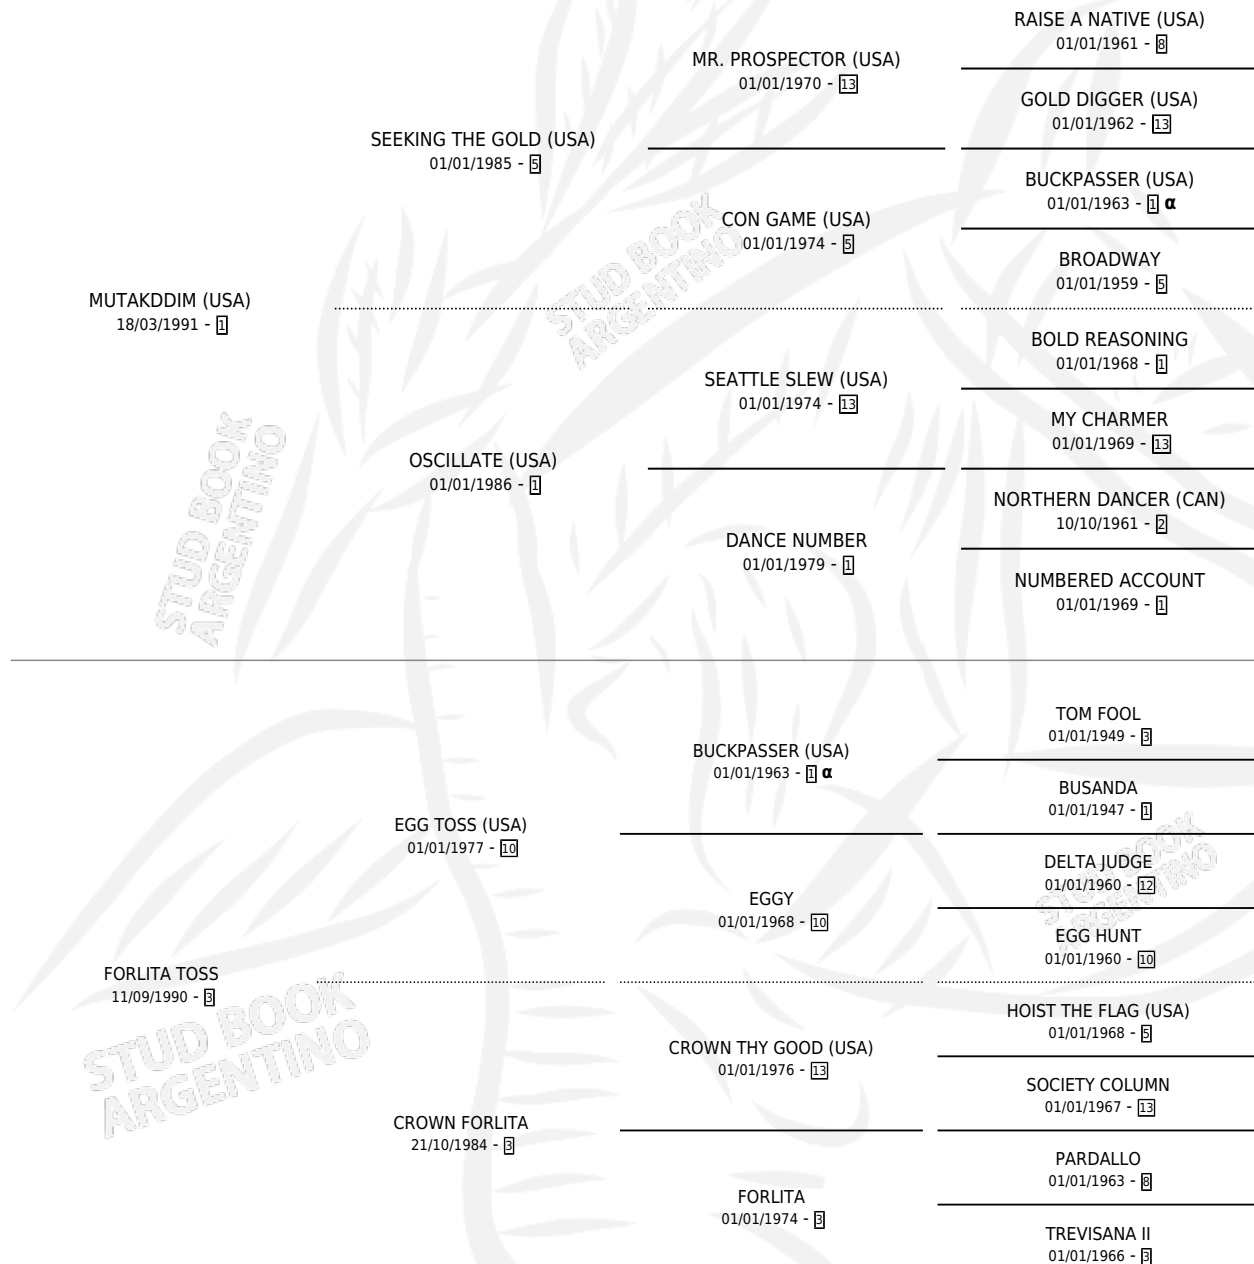 RAISE A NATIVE (USA)
01/01/1961 - 8
MR. PROSPECTOR (USA)
01/01/1970 - 13
GOLD DIGGER (USA)
01/01/1962 - 13
SEEKING THE GOLD (USA)
01/01/1985 - 5
BUCKPASSER (USA)
01/01/1963 - 1 α
CON GAME (USA)
01/01/1974 - 5
BROADWAY
01/01/1959 - 5
MUTAKDDIM (USA)
18/03/1991 - 1
BOLD REASONING
01/01/1968 - 1
SEATTLE SLEW (USA)
01/01/1974 - 13
MY CHARMER
01/01/1969 - 13
OSCILLATE (USA)
01/01/1986 - 1
NORTHERN DANCER (CAN)
10/10/1961 - 2
DANCE NUMBER
01/01/1979 - 1
NUMBERED ACCOUNT
01/01/1969 - 1
TOM FOOL
01/01/1949 - 3
BUCKPASSER (USA)
01/01/1963 - 1 α
BUSANDA
01/01/1947 - 1
EGG TOSS (USA)
01/01/1977 - 10
DELTA JUDGE
01/01/1960 - 12
EGGY
01/01/1968 - 10
EGG HUNT
01/01/1960 - 10
FORLITA TOSS
11/09/1990 - 3
HOIST THE FLAG (USA)
01/01/1968 - 5
CROWN THY GOOD (USA)
01/01/1976 - 13
SOCIETY COLUMN
01/01/1967 - 13
CROWN FORLITA
21/10/1984 - 3
PARDALLO
01/01/1963 - 8
FORLITA
01/01/1974 - 3
TREVISANA II
01/01/1966 - 3
STUD BOOK
ARGENTINO
STUD BOOK
ARGENTINO
STUD BOOK
ARGENTINO
STUD BOOK
ARGENTINO